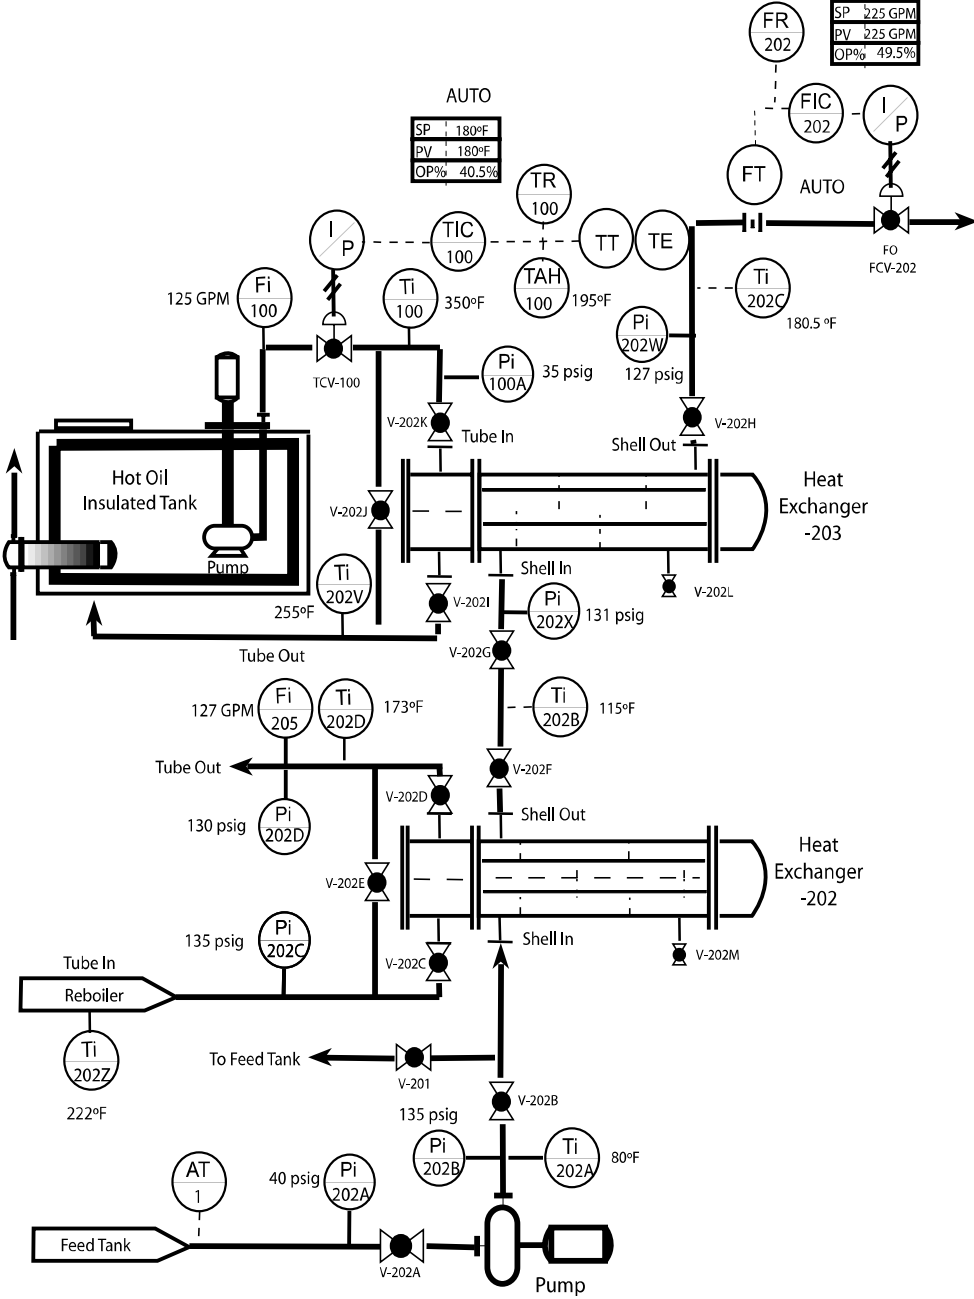 FR
202
SP 225 GPM
PV 225 GPM
OP% 49.5%
FIC
202
I
P
FT
AUTO
FO
FCV-202
AUTO
SP 180ºF
PV 180ºF
OP% 40.5%
TR
100
I
P
TIC
100
TT
TE
TAH
100
195ºF
Ti
202C
180.5 ºF
125 GPM
Fi
100
Ti
100
350ºF
Pi
202W
127 psig
TCV-100
Pi
100A
35 psig
V-202K
Tube In
V-202H
Shell Out
Hot Oil
Insulated Tank
Pump
V-202J
Heat
Exchanger
-203
Shell In
V-202L
Ti
202V
255ºF
V-202I
Pi
202X
131 psig
Tube Out
V-202G
127 GPM
Fi
205
Ti
202D
173ºF
Ti
202B
115ºF
Tube Out
V-202F
V-202D
130 psig
Pi
202D
Shell Out
Heat
Exchanger
-202
V-202E
135 psig
Pi
202C
Shell In
V-202C
V-202M
Tube In
Reboiler
Ti
202Z
222ºF
To Feed Tank
V-201
V-202B
135 psig
Pi
202B
Ti
202A
80ºF
AT
1
40 psig
Pi
202A
Feed Tank
V-202A
Pump